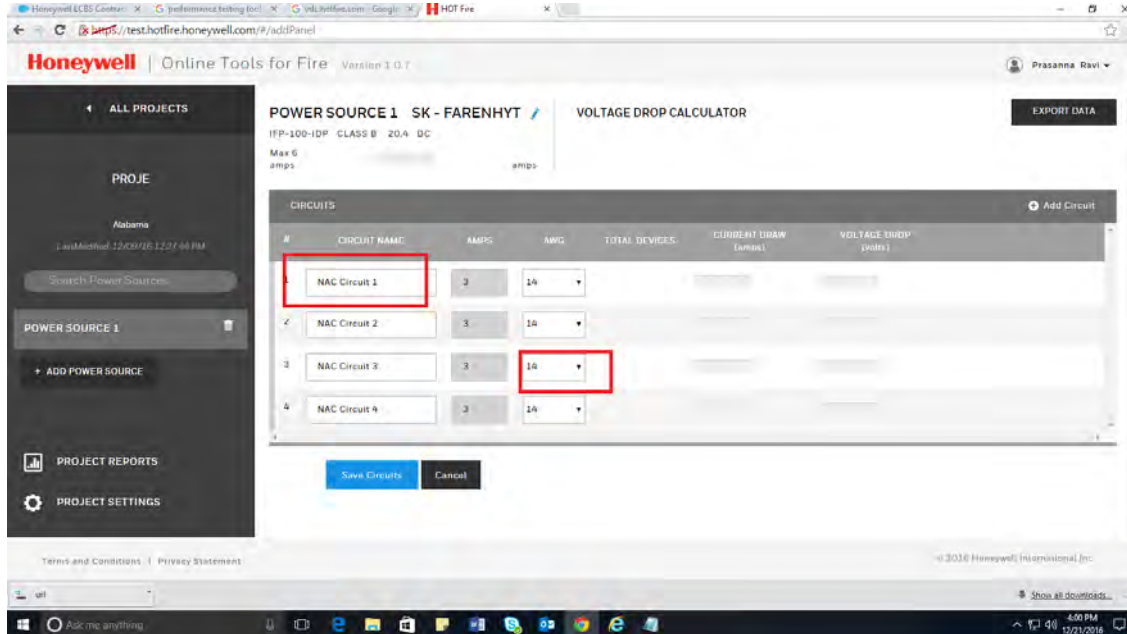 Honeywell LCBS Connec
performance testing tool
HOT Fire
https://test.hotfire.honeywell.com/#/addPanel
Honeywell | Online Tools for Fire Version 1.0.7
Prasanna Ravi
ALL PROJECTS
PROJE
Alabama
Search Power Sources
POWER SOURCE 1
+ ADD POWER SOURCE
PROJECT REPORTS
PROJECT SETTINGS
POWER SOURCE 1 SK - FARENHYT
IFP-100-IDP CLASS B 20.4 DC
Max 6
amps
amps
VOLTAGE DROP CALCULATOR
EXPORT DATA
CIRCUITS
Add Circuit
# CIRCUIT NAME AMPS AWG TOTAL DEVICES CURRENT DRAW VOLTAGE DROP
(amps) (volts)
1 NAC Circuit 1 3 14
2 NAC Circuit 2 3 14
3 NAC Circuit 3 3 14
4 NAC Circuit 4 3 14
Save Circuits Cancel
Terms and Conditions | Privacy Statement
© 2016 Honeywell International Inc
url
Show all downloads...
Ask me anything
4:00 PM
12/21/2016